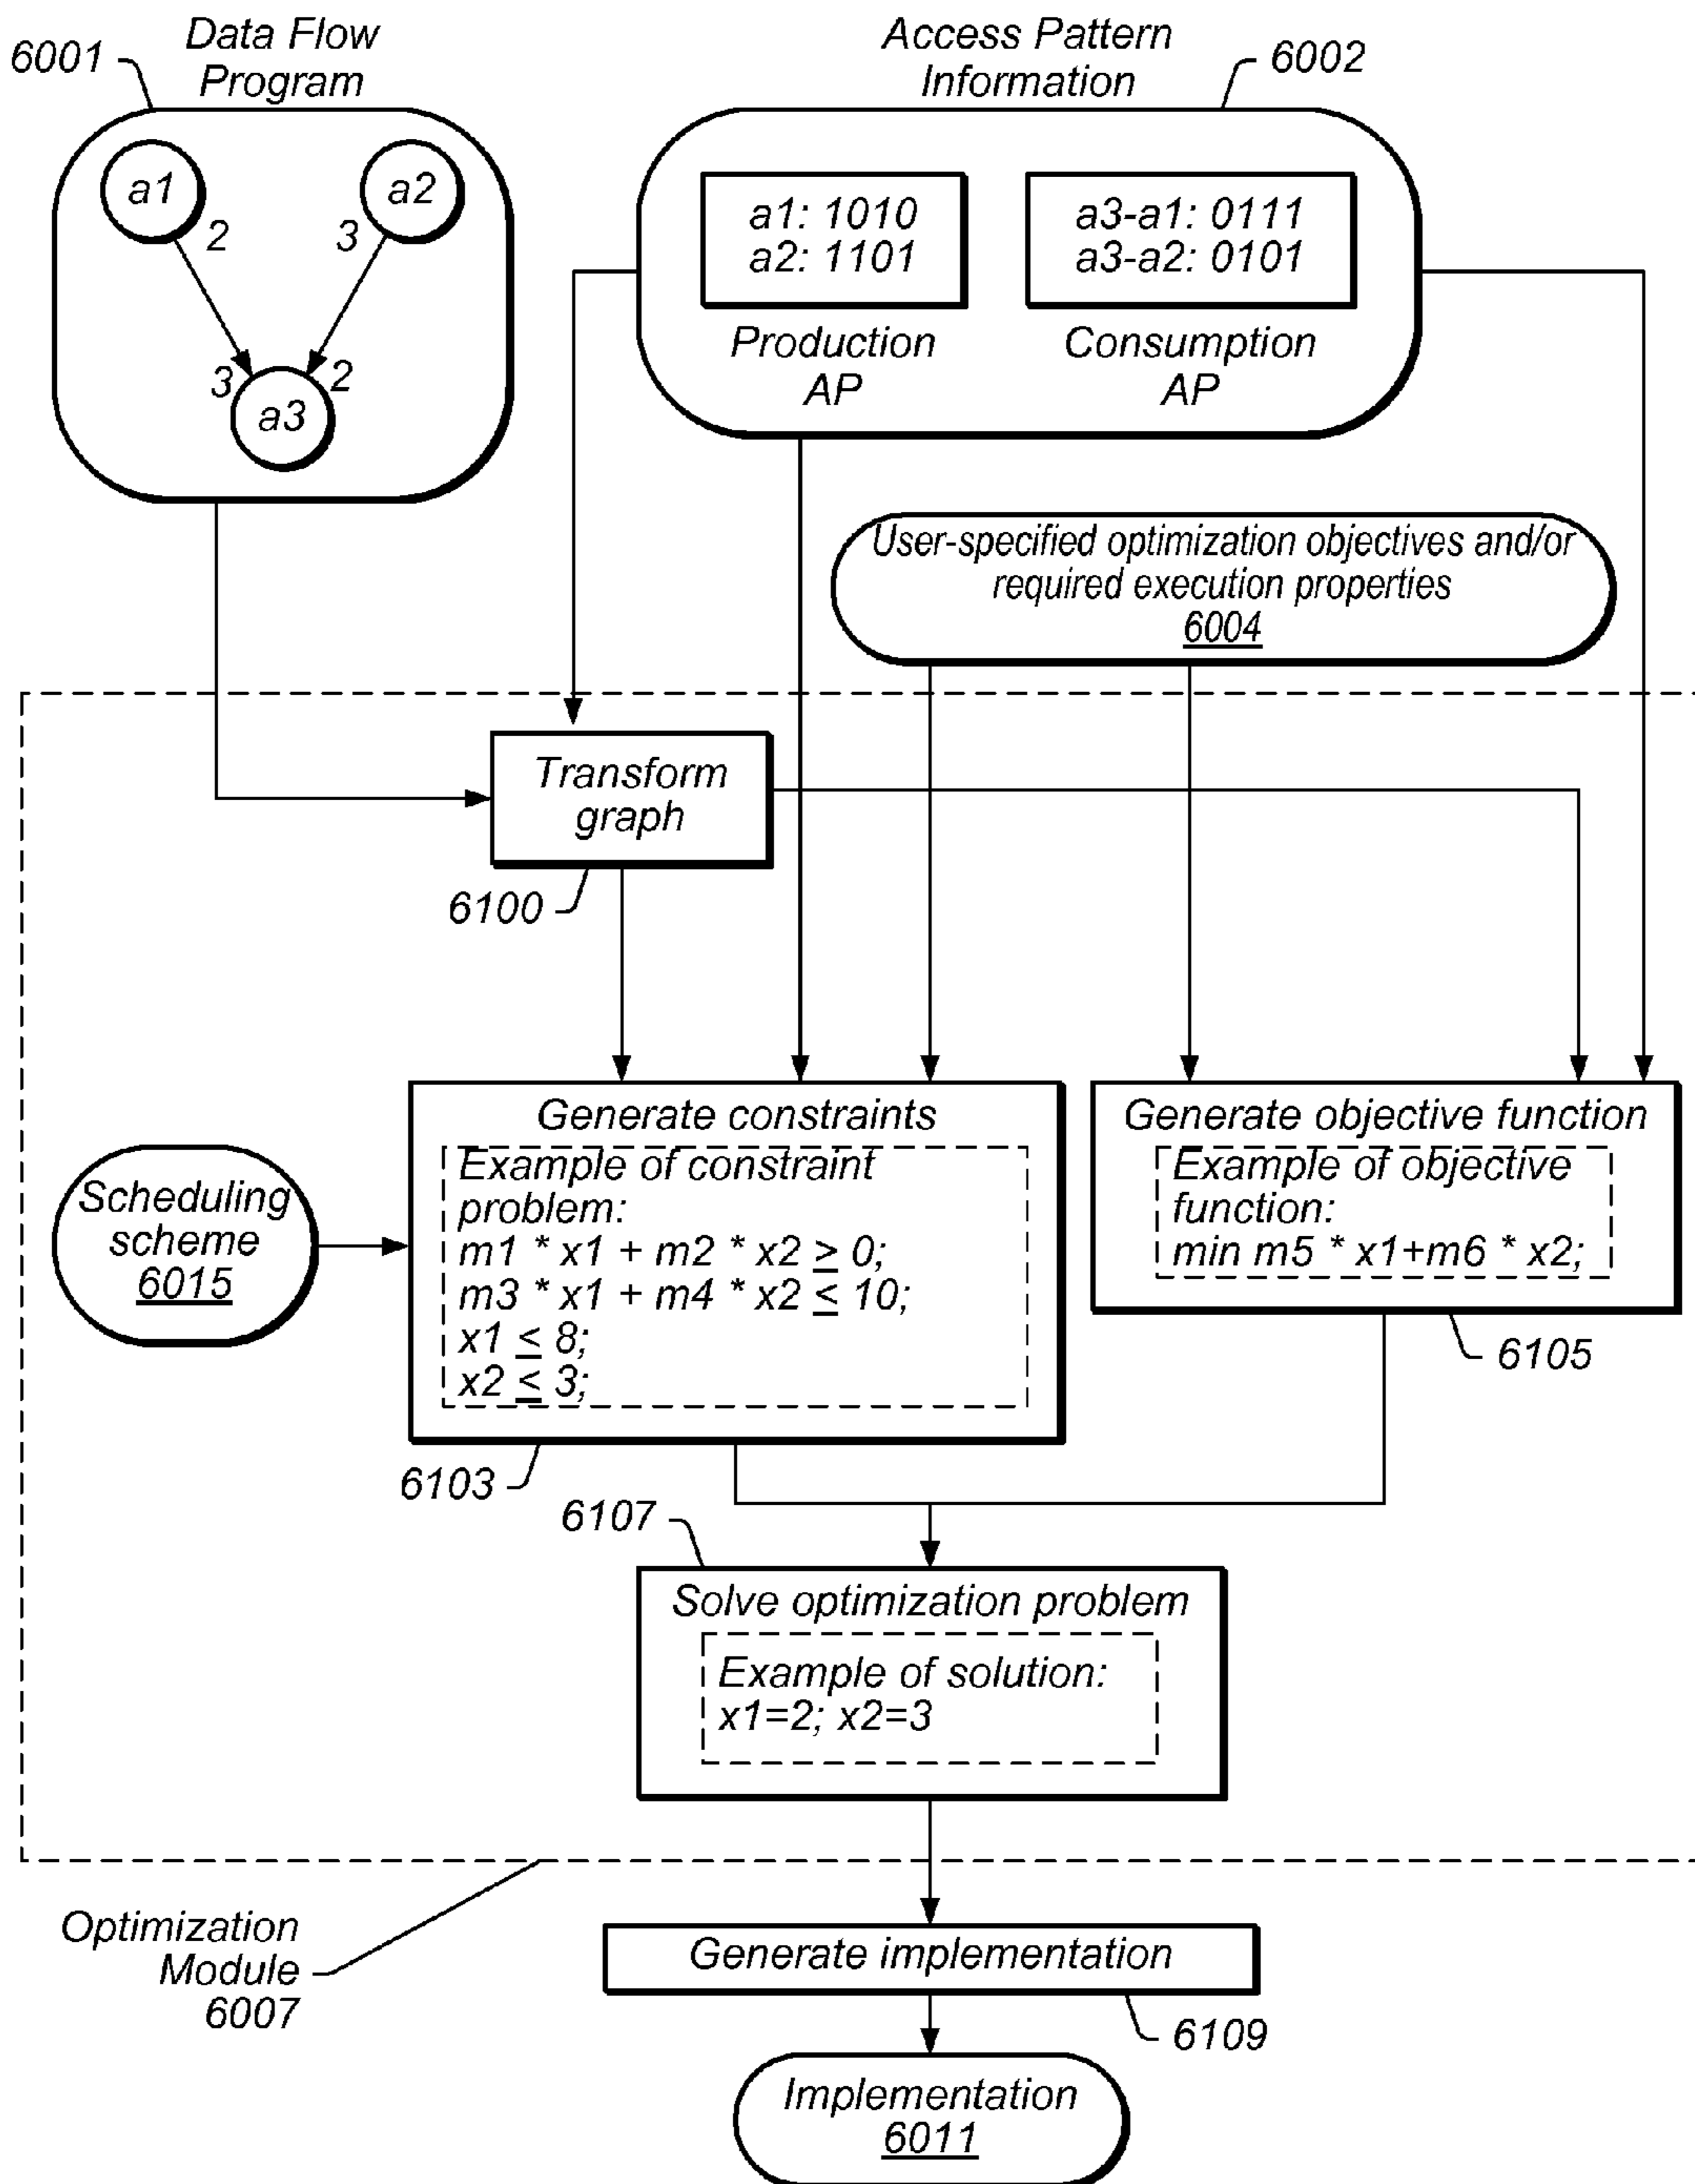 Data Flow
Program
6001
a1
a2
2
3
3
2
a3
Access Pattern
Information
6002
a1: 1010
a2: 1101
Production
AP
a3-a1: 0111
a3-a2: 0101
Consumption
AP
User-specified optimization objectives and/or
required execution properties
6004
Transform
graph
6100
Generate constraints
Example of constraint
problem:
m1 * x1 + m2 * x2 ≥ 0;
m3 * x1 + m4 * x2 ≤ 10;
x1 ≤ 8;
x2 ≤ 3;
6103
Generate objective function
Example of objective
function:
min m5 * x1+m6 * x2;
6105
Scheduling
scheme
6015
6107
Solve optimization problem
Example of solution:
x1=2; x2=3
Optimization
Module
6007
Generate implementation
6109
Implementation
6011